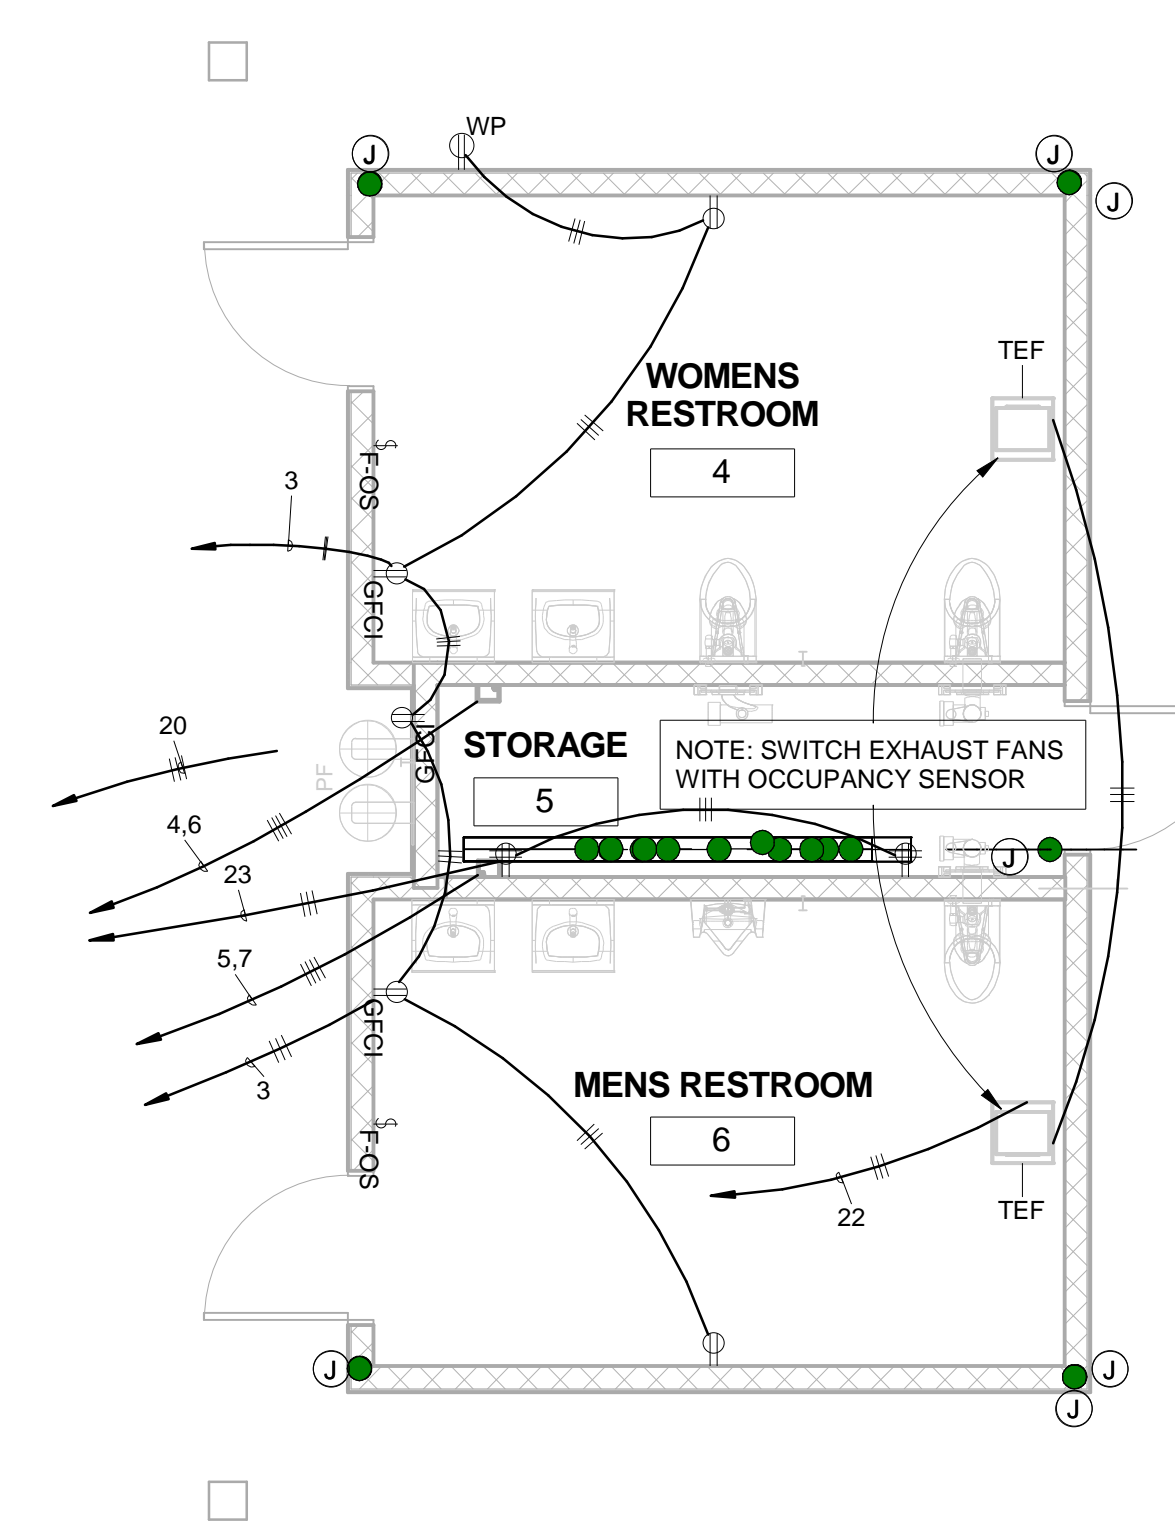 WP
J
J
J
TEF
WOMENS
RESTROOM
4
$
F-OS
3
GFCI
20
PF
GFCI
STORAGE
5
NOTE: SWITCH EXHAUST FANS
WITH OCCUPANCY SENSOR
4,6
J
23
5,7
GFCI
3
MENS RESTROOM
6
$
F-OS
22
TEF
J
J
J